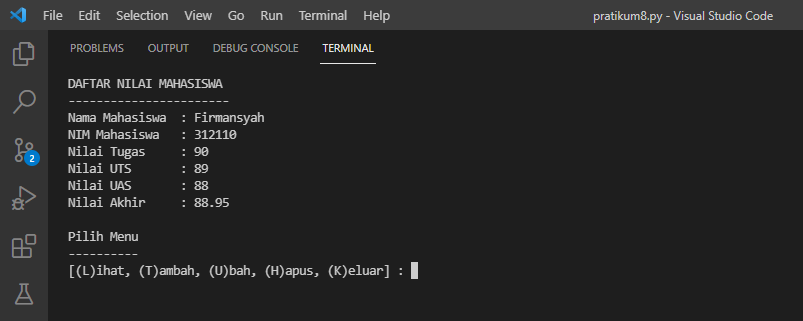 File Edit Selection View Go Run Terminal Help pratikum8.py - Visual Studio Code
PROBLEMS OUTPUT DEBUG CONSOLE TERMINAL
DAFTAR NILAI MAHASISWA
-----------------------
Nama Mahasiswa  : Firmansyah
NIM Mahasiswa   : 312110
Nilai Tugas     : 90
Nilai UTS       : 89
Nilai UAS       : 88
Nilai Akhir     : 88.95
2
Pilih Menu
----------
[(L)ihat, (T)ambah, (U)bah, (H)apus, (K)eluar] :